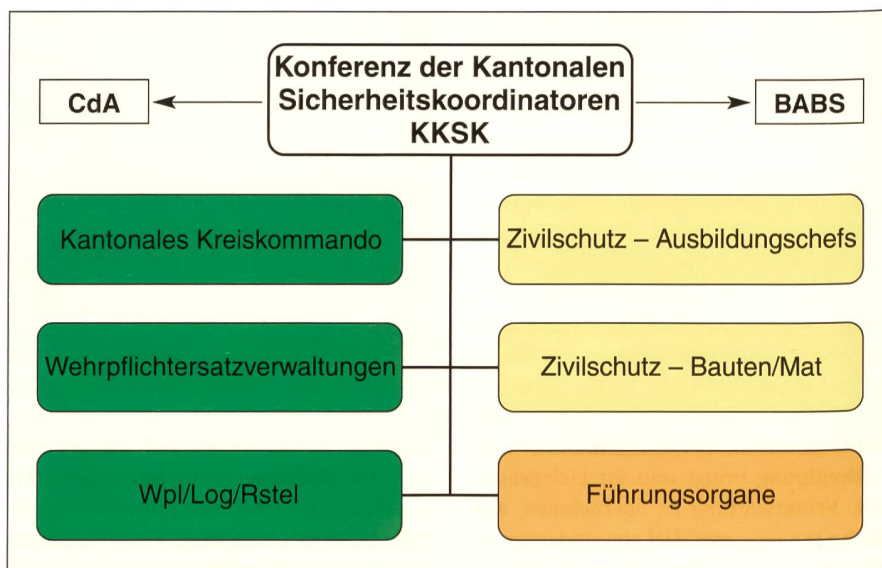 Konferenz der Kantonalen
Sicherheitskoordinatoren
KKSK
CdA
BABS
Kantonales Kreiskommando
Zivilschutz – Ausbildungschefs
Wehrpflichtersatzverwaltungen
Zivilschutz – Bauten/Mat
Wpl/Log/Rstel
Führungsorgane